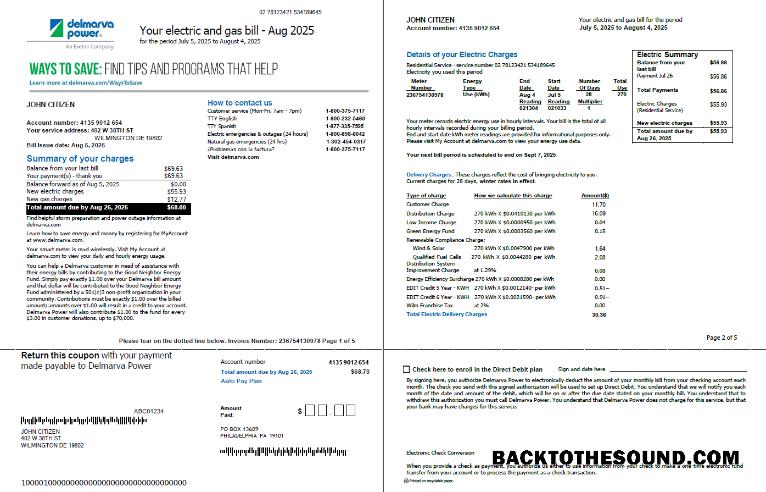 02 78123421 534189645
delmarva
power
An Exelon Company
Your electric and gas bill - Aug 2025
for the period July 5, 2025 to August 4, 2025
WAYS TO SAVE: FIND TIPS AND PROGRAMS THAT HELP
Learn more at delmarva.com/WaysToSave
JOHN CITIZEN
Account number: 4135 9012 654
Your service address: 402 W 38TH ST
WILMINGTON DE 19802
Bill issue date: Aug 6, 2025
Summary of your charges
Balance from your last bill $69.63
Your payment(s) - thank you $69.63
Balance forward as of Aug 5, 2025 $0.00
New electric charges $55.93
New gas charges $12.77
Total amount due by Aug 26, 2025 $68.00
Find helpful storm preparation and power outage information at
delmarva.com
Learn how to save energy and money by registering for MyAccount
at www.delmarva.com.
Your smart meter is read wirelessly. Visit My Account at
delmarva.com to view your daily and hourly energy usage.
You can help a Delmarva customer in need of assistance with
their energy bills by contributing to the Good Neighbor Energy
Fund. Simply pay exactly $1.00 over your Delmarva bill amount
and that dollar will be contributed to the Good Neighbor Energy
Fund administered by a 501(c)3 non-profit organization in your
community. Contributions must be exactly $1.00 over the billed
amount; amounts over $1.00 will result in a credit to your account.
Delmarva Power will also contribute $1.00 to the fund for every
$3.00 in customer donations, up to $70,000.
How to contact us
Customer service (Mon-Fri, 7am - 7pm) 1-800-375-7117
TTY English 1-800-232-5460
TTY Spanish 1-877-335-7595
Electric emergencies & outages (24 hours) 1-800-898-8042
Natural gas emergencies (24 hrs) 1-302-454-0317
¿Problemas con la factura? 1-800-375-7117
Visit delmarva.com
Please tear on the dotted line below. Invoice Number: 236754130978 Page 1 of 5
Return this coupon with your payment
made payable to Delmarva Power
Account number 4135 9012 654
Total amount due by Aug 26, 2025 $68.70
Auto Pay Plan
ABC01234
Amount
Paid:
$
JOHN CITIZEN
402 W 38TH ST
WILMINGTON DE 19802
PO BOX 13609
PHILADELPHIA PA 19101
JOHN CITIZEN
Account number: 4135 9012 654
Your electric and gas bill for the period
July 5, 2025 to August 4, 2025
Details of your Electric Charges
Residential Service - service number 02 78123421 534189645
Electricity you used this period
Meter Energy End Start Number Total
Number Type Date Date Of Days Use
236754130978 Use (kWh) Aug 4 Jul 5 28 270
Reading Reading Multiplier
021304 021033 1
Your meter records electric energy use in hourly intervals. Your bill is the total of all
hourly intervals recorded during your billing period.
End and start date kWh meter readings are provided for informational purposes only.
Please visit My Account at delmarva.com to view your energy use data.
Your next bill period is scheduled to end on Sept 7, 2025
Electric Summary
Balance from your $56.86
last bill
Payment Jul 26 $56.86
Total Payments $56.86
Electric Charges $55.93
(Residential Service)
New electric charges $55.93
Total amount due by $55.93
Aug 26, 2025
Delivery Charges: These charges reflect the cost of bringing electricity to you.
Current charges for 28 days, winter rates in effect.
Type of charge How we calculate this charge Amount($)
Customer Charge 11.70
Distribution Charge 270 kWh X $0.0410130 per kWh 16.09
Low Income Charge 270 kWh X $0.0000950 per kWh 0.04
Green Energy Fund 270 kWh X $0.0003560 per kWh 0.15
Renewable Compliance Charge:
Wind & Solar 270 kWh X $0.0047900 per kWh 1.64
Qualified Fuel Cells 270 kWh X $0.0044280 per kWh 2.08
Distribution System
Improvement Charge at 1.29% 0.08
Energy Efficiency Surcharge 270 kWh X $0.0000280 per kWh 0.00
EDIT Credit 5 Year - KWH 270 kWh X $0.0012140- per kWh
EDIT Credit 5 Year - KWH 270 kWh X $0.0021590- per kWh
Wilm Franchise Tax at 2% 0.00
Total Electric Delivery Charges 30.36
Page 2 of 5
Check here to enroll in the Direct Debit plan Sign and date here
By signing here, you authorize Delmarva Power to electronically deduct the amount of your monthly bill from your checking account each
month. The check you send with this signed authorization will be used to set up Direct Debit. You understand that we will notify you each
month of the date and amount of the debit, which will be on or after the due date stated on your monthly bill. You understand that to
withdraw this authorization you must call Delmarva Power. You understand that Delmarva Power does not charge for this service, but that
your bank may have charges for this service.
Electronic Check Conversion
BACKTOTHESOUND.COM
When you provide a check as payment, you authorize us either to use information from your check to make a one-time electronic fund
transfer from your account or to process the payment as a check transaction.
Printed on recyclable paper.